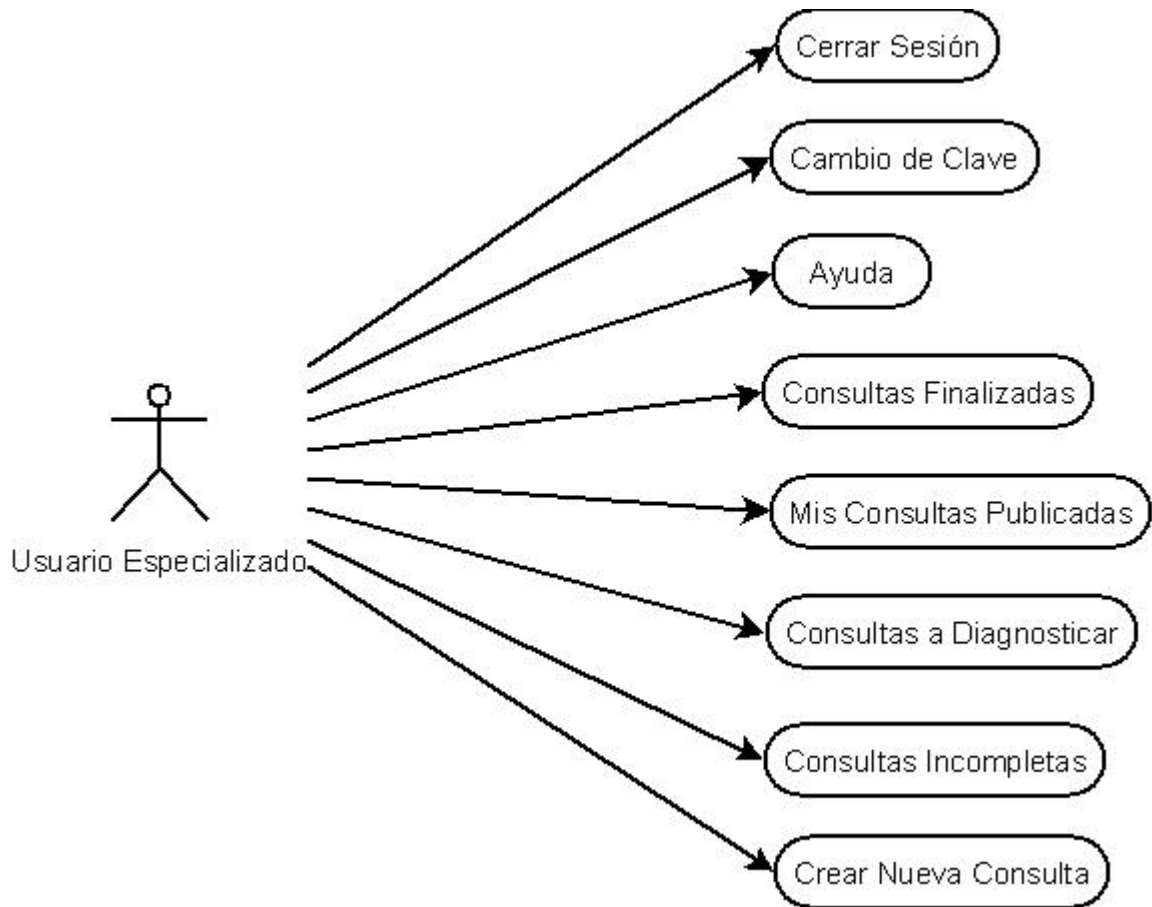 Cerrar Sesión
Cambio de Clave
Ayuda
Consultas Finalizadas
Mis Consultas Publicadas
Usuario Especializado
Consultas a Diagnosticar
Consultas Incompletas
Crear Nueva Consulta